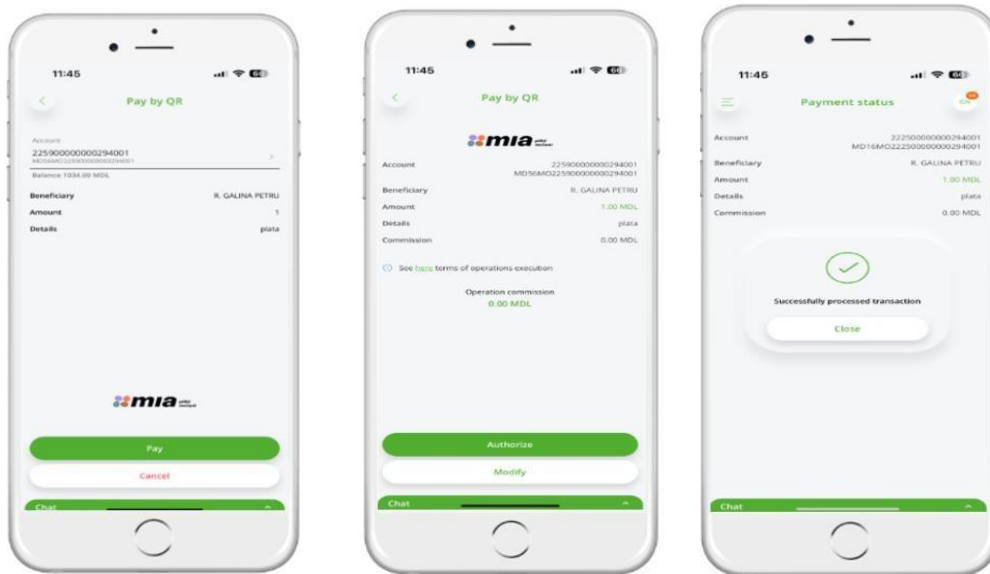 11:45
Pay by QR
Account
225900000000294001
MD56MO225900000000294001
Balance 1034.00 MDL
Beneficiary R. GALINA PETRU
Amount 1
Details plata
mia
Pay
Cancel
Chat
11:45
Pay by QR
mia
Account 225900000000294001
MD56MO225900000000294001
Beneficiary R. GALINA PETRU
Amount 1.00 MDL
Details plata
Commission 0.00 MDL
See here terms of operations execution
Operation commission
0.00 MDL
Authorize
Modify
Chat
11:45
Payment status
Account 222500000000294001
MD16MO222500000000294001
Beneficiary R. GALINA PETRU
Amount 1.00 MDL
Details plata
Commission 0.00 MDL
Successfully processed transaction
Close
Chat